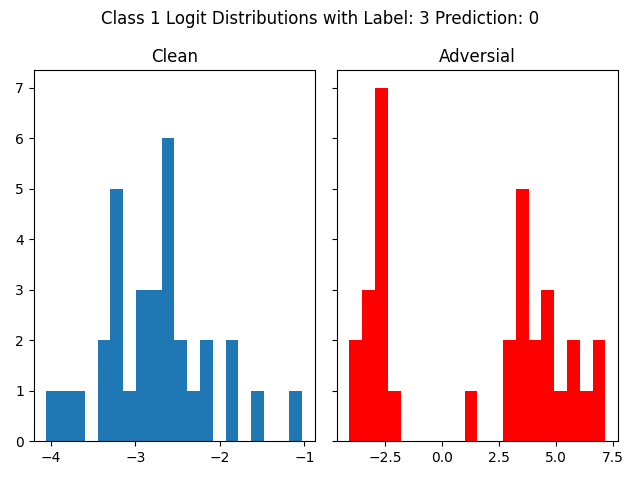 Class 1 Logit Distributions with Label: 3 Prediction: 0
Clean
Adversial
7
6
5
4
3
2
1
0
−4 −3 −2 −1
−2.5 0.0 2.5 5.0 7.5